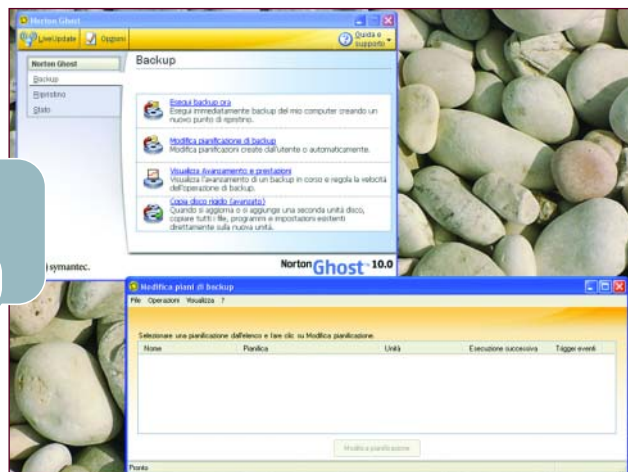 Norton Ghost
LiveUpdate
Opzioni
Guida e
supporto
Norton Ghost
Backup
Ripristino
Stato
Backup
Esegui backup ora
Esegui immediatamente backup del mio computer creando un
nuovo punto di ripristino.
Modifica pianificazione di backup
Modifica pianificazioni create dall'utente o automaticamente.
Visualizza Avanzamento e prestazioni
Visualizza l'avanzamento di un backup in corso e regola la velocità
dell'operazione di backup.
Copia disco rigido (avanzato)
Quando si aggiorna o si aggiunge una seconda unità disco,
copiare tutti i file, programmi e impostazioni esistenti
direttamente sulla nuova unità.
symantec.
Norton Ghost 10.0
Modifica piani di backup
File Operazioni Visualizza ?
Selezionare una pianificazione dall'elenco e fare clic su Modifica pianificazione.
Nome Pianifica Unità Esecuzione successiva Trigger eventi
Modifica pianificazione
Pronto